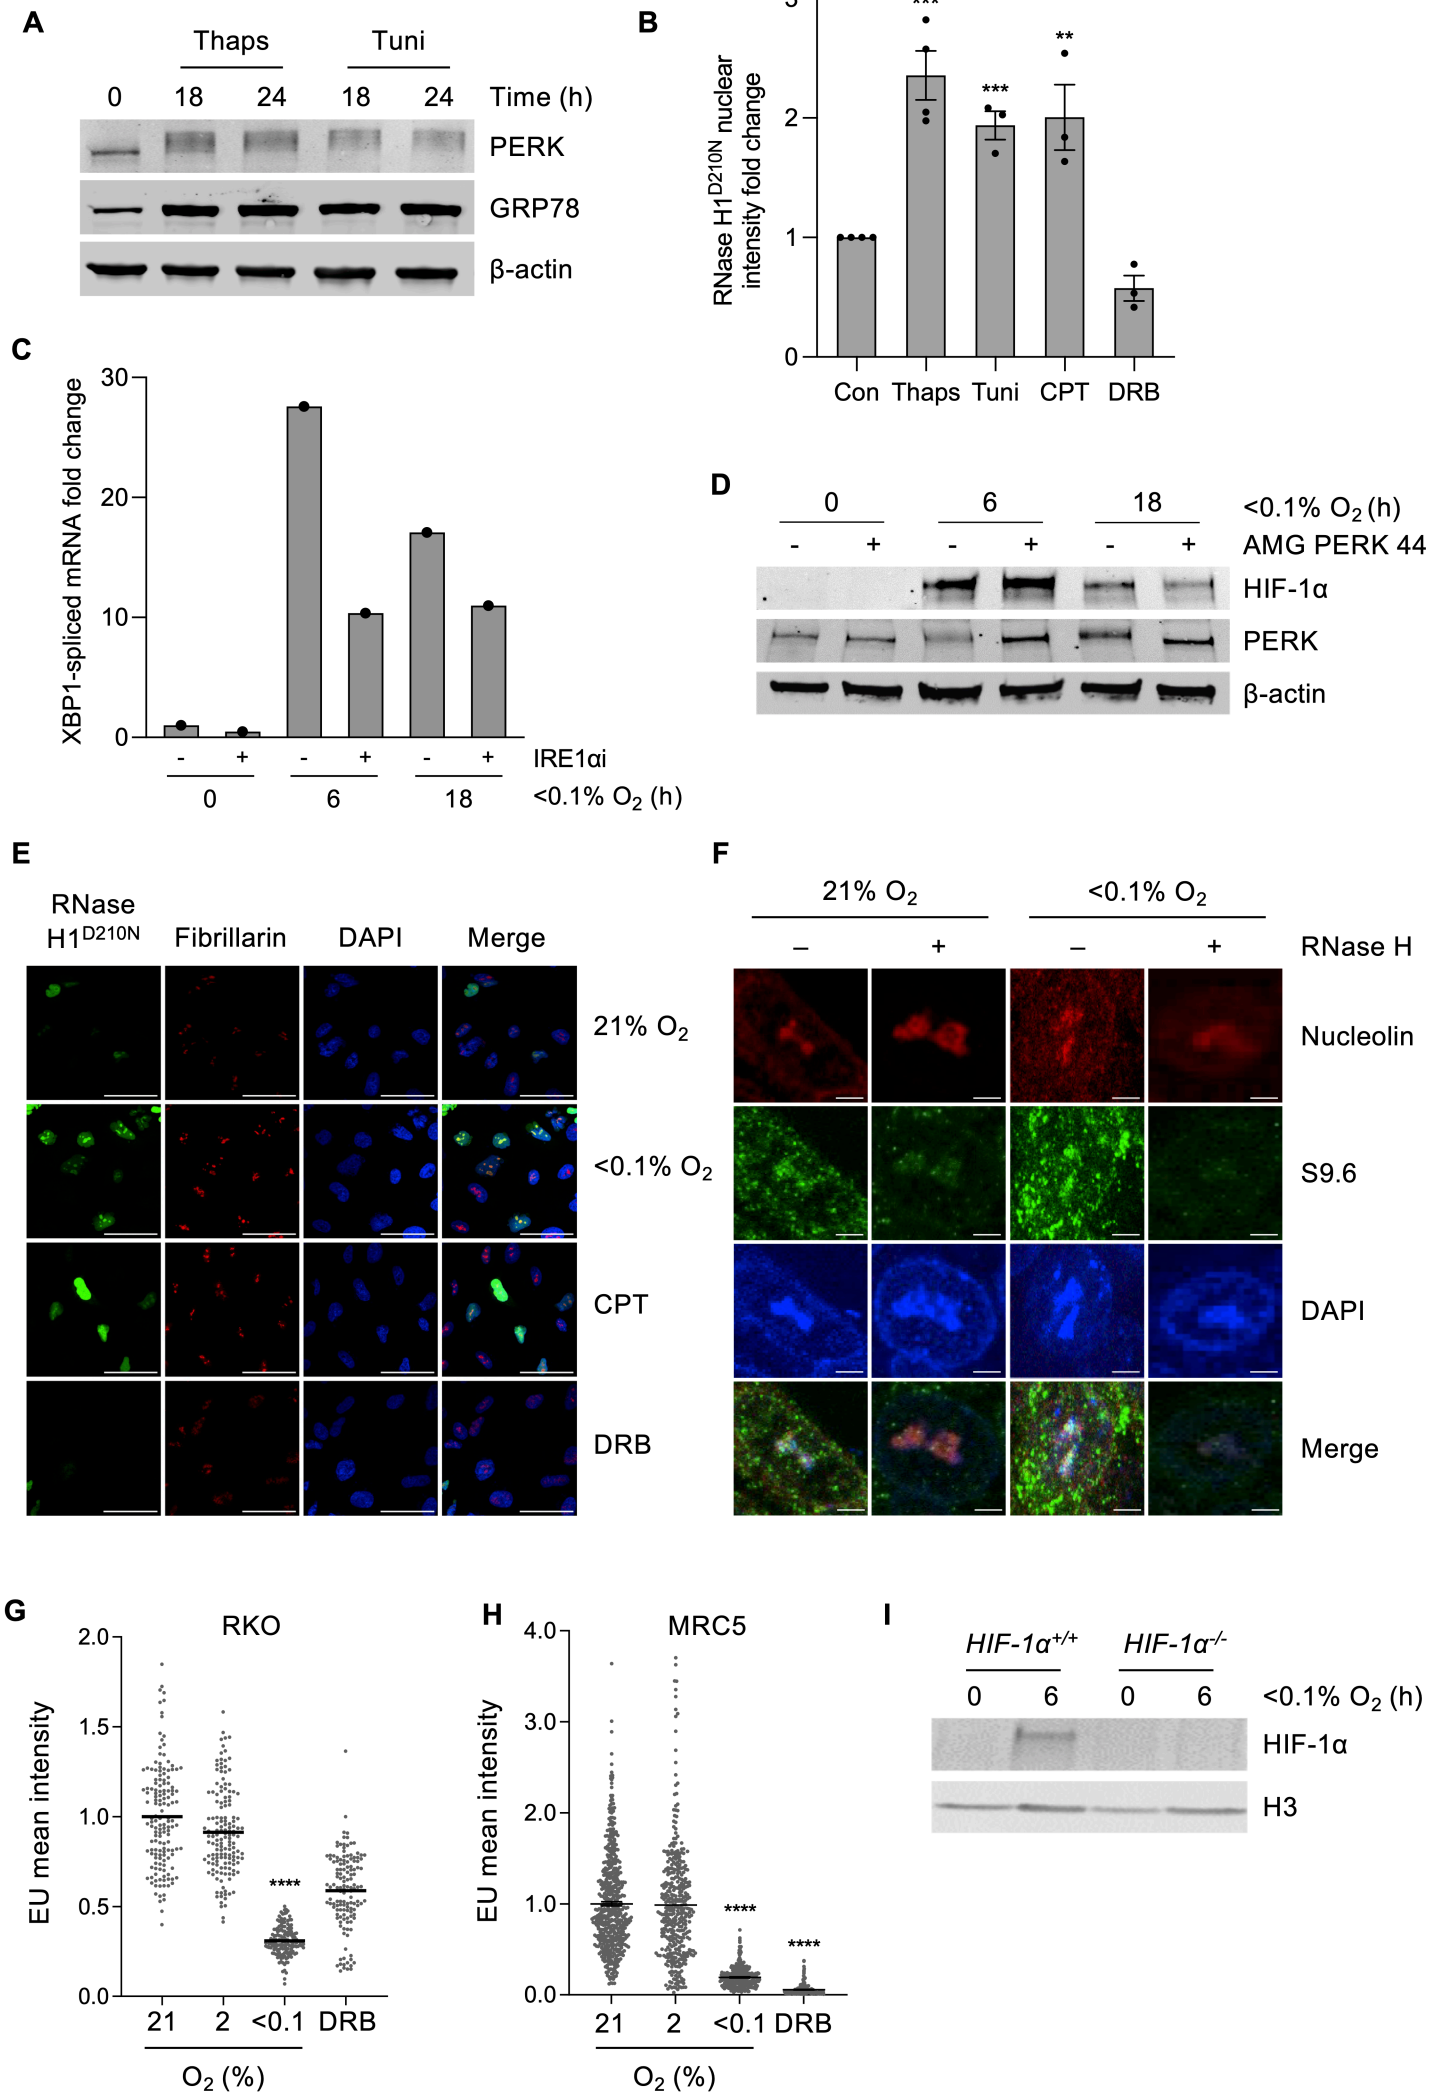 A
Thaps Tuni
0 18 24 18 24 Time (h)
PERK
GRP78
β-actin
B
RNase H1D210N nuclear
intensity fold change
3
2
1
0
***
***
**
Con Thaps Tuni CPT DRB
C
XBP1-spliced mRNA fold change
30
20
10
0
- + - + - + IRE1αi
0 6 18 <0.1% O2 (h)
D
0 6 18 <0.1% O2 (h)
- + - + - + AMG PERK 44
HIF-1α
PERK
β-actin
E
RNase
H1D210N Fibrillarin DAPI Merge
21% O2
<0.1% O2
CPT
DRB
F
21% O2 <0.1% O2
– + – + RNase H
Nucleolin
S9.6
DAPI
Merge
G
RKO
EU mean intensity
2.0
1.5
1.0
0.5
0.0
****
21 2 <0.1 DRB
O2 (%)
H
MRC5
EU mean intensity
4.0
3.0
2.0
1.0
0.0
****
****
21 2 <0.1 DRB
O2 (%)
I
HIF-1α+/+ HIF-1α-/-
0 6 0 6 <0.1% O2 (h)
HIF-1α
H3